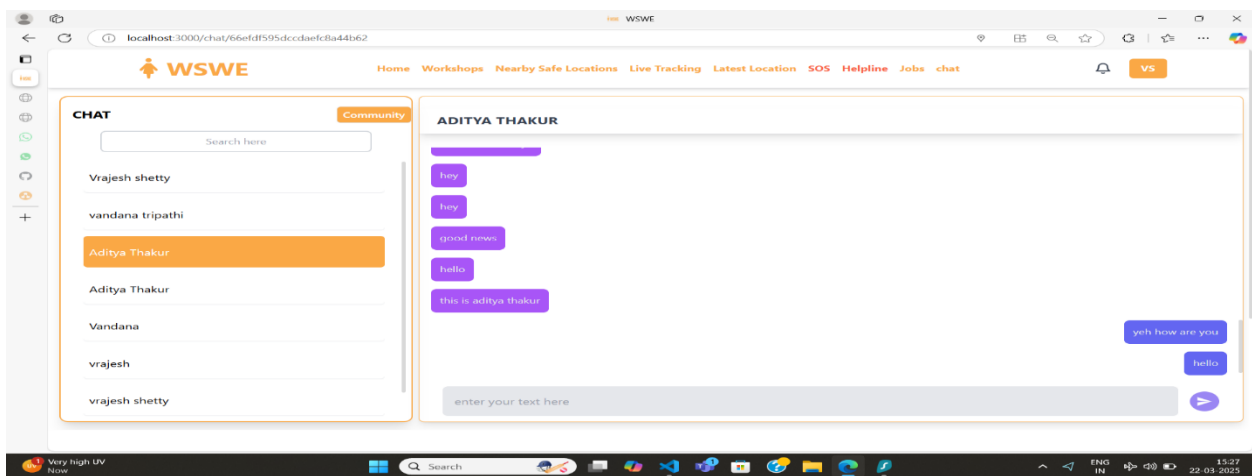 WSWE
localhost:3000/chat/66efdf595dccdaefc8a44b62
WSWE
Home Workshops Nearby Safe Locations Live Tracking Latest Location SOS Helpline Jobs chat
VS
CHAT
Community
Search here
Vrajesh shetty
vandana tripathi
Aditya Thakur
Aditya Thakur
Vandana
vrajesh
vrajesh shetty
ADITYA THAKUR
hey
hey
good news
hello
this is aditya thakur
yeh how are you
hello
enter your text here
Very high UV
Now
Search
ENG
IN
15:27
22-03-2025